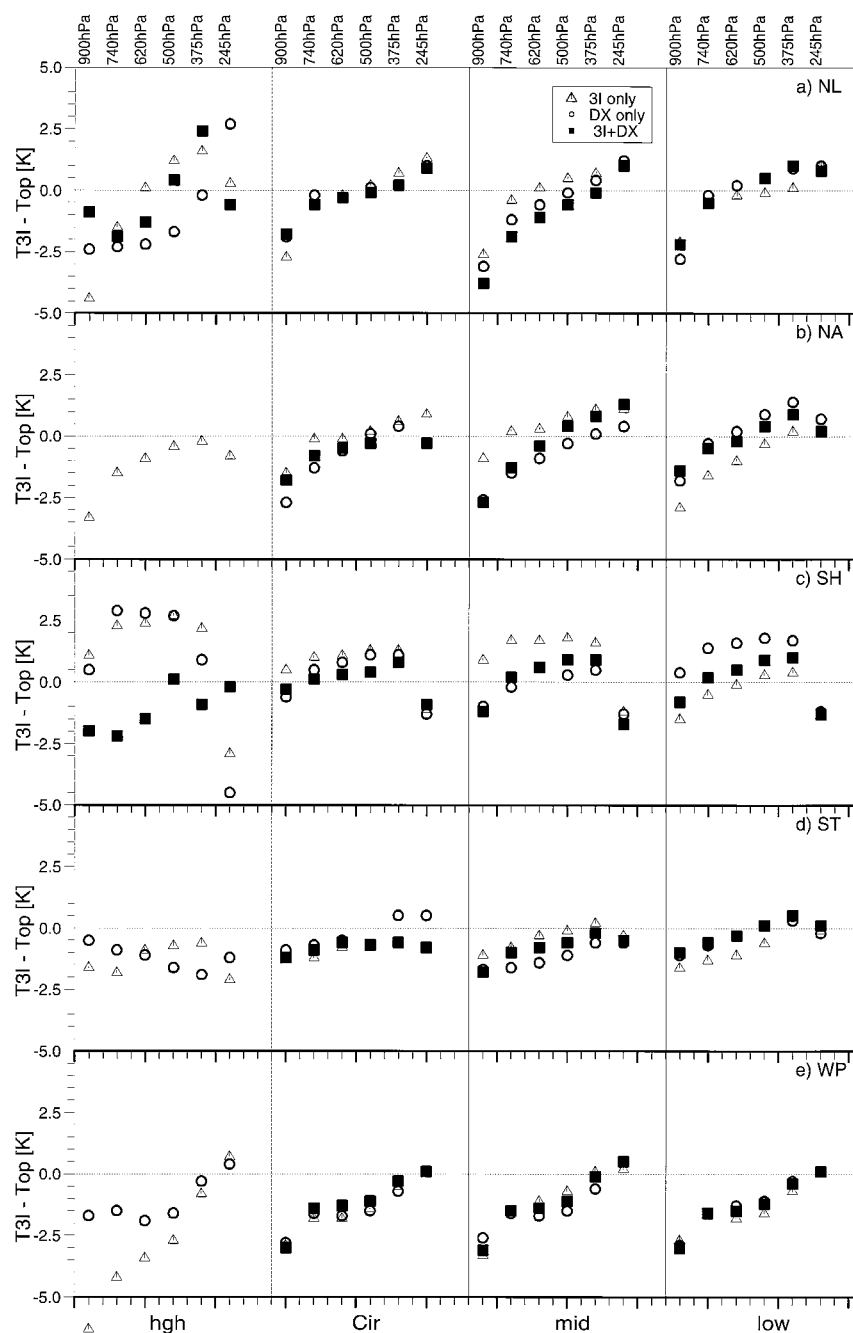 900hPa 740hPa 620hPa 500hPa 375hPa 245hPa 900hPa 740hPa 620hPa 500hPa 375hPa 245hPa 900hPa 740hPa 620hPa 500hPa 375hPa 245hPa 900hPa 740hPa 620hPa 500hPa 375hPa 245hPa
a) NL
3I only
DX only
3I+DX
T3I - Top [K]
5.0
2.5
0.0
-2.5
-5.0
b) NA
T3I - Top [K]
2.5
0.0
-2.5
-5.0
c) SH
T3I - Top [K]
2.5
0.0
-2.5
-5.0
d) ST
T3I - Top [K]
2.5
0.0
-2.5
-5.0
e) WP
T3I - Top [K]
2.5
0.0
-2.5
-5.0
hgh Cir mid low